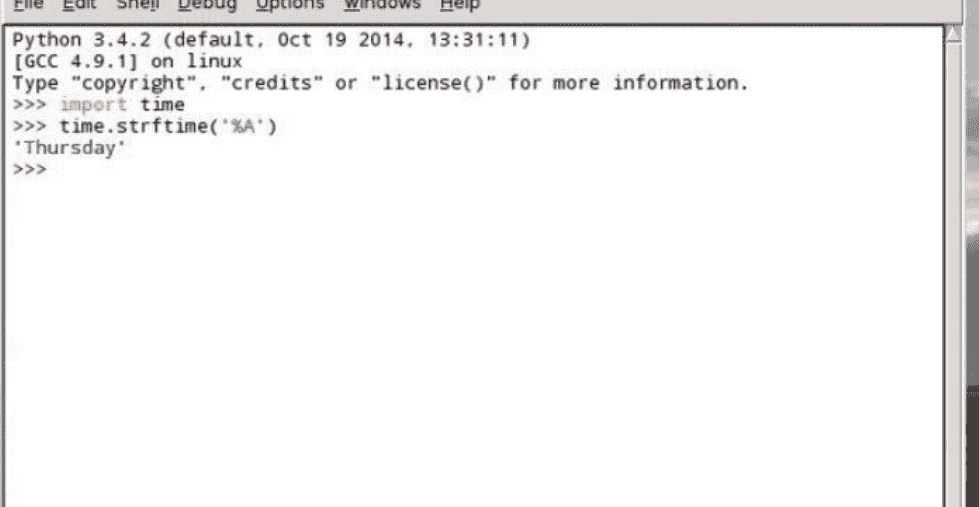 File Edit Shell Debug Options Windows Help
Python 3.4.2 (default, Oct 19 2014, 13:31:11)
[GCC 4.9.1] on linux
Type "copyright", "credits" or "license()" for more information.
>>> import time
>>> time.strftime('%A')
'Thursday'
>>>